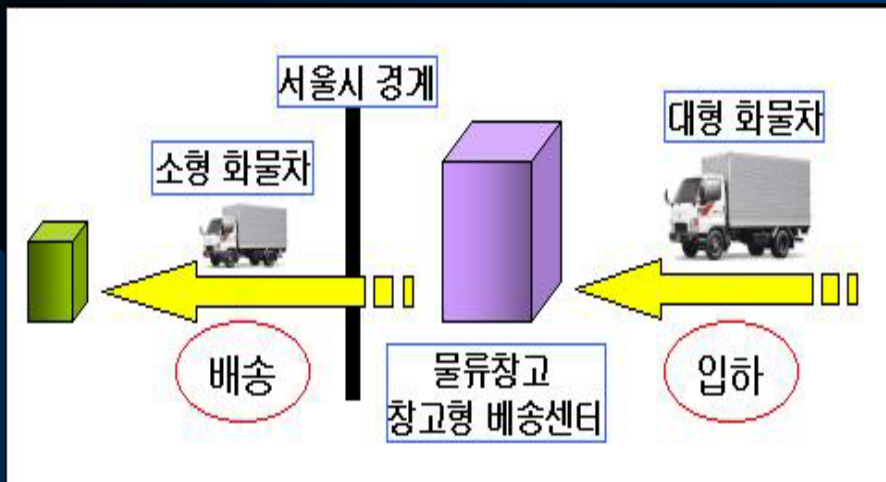 서울시 경계
대형 화물차
소형 화물차
배송
물류창고
창고형 베송센터
입하